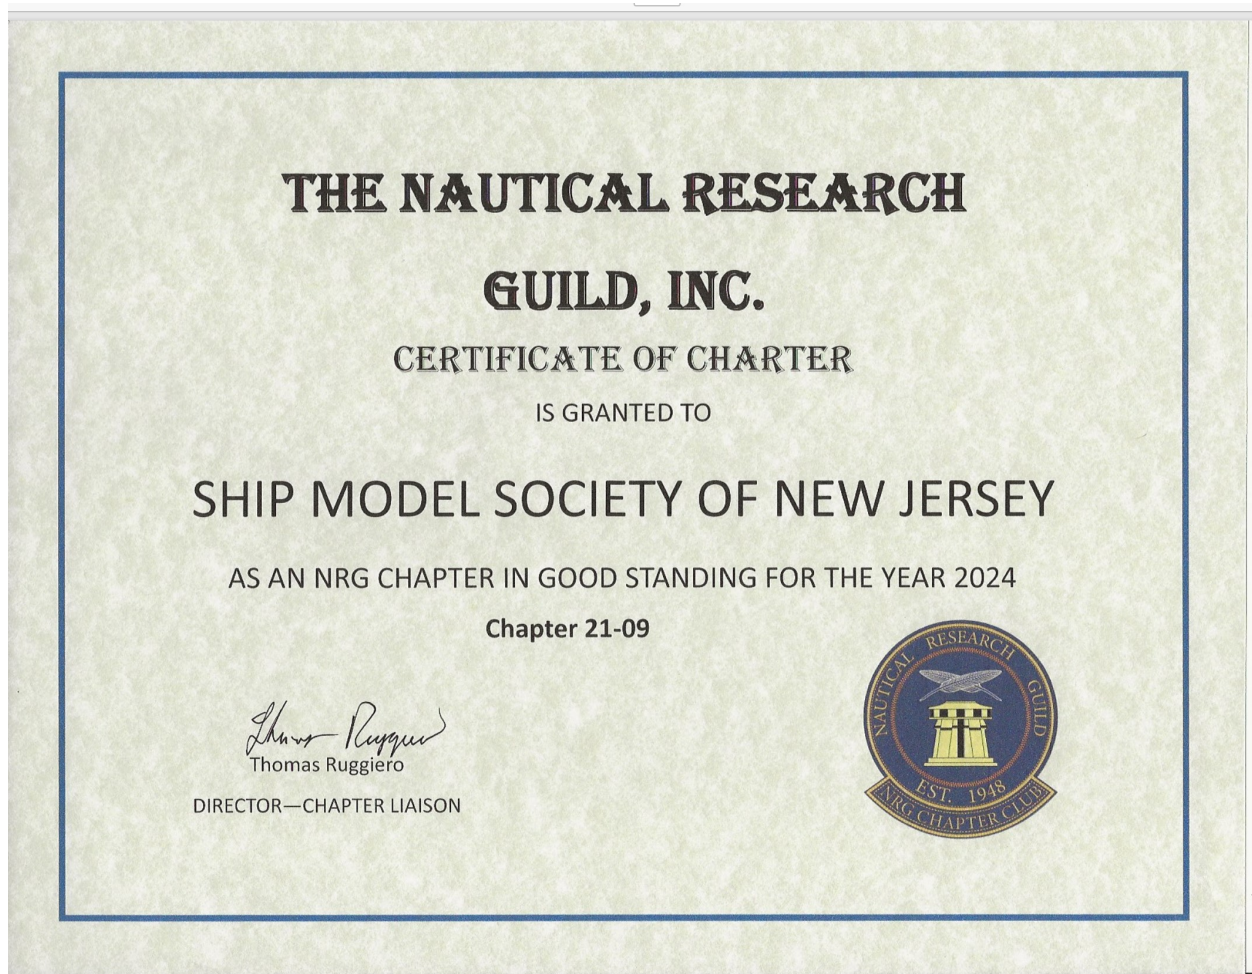 THE NAUTICAL RESEARCH
GUILD, INC.
CERTIFICATE OF CHARTER
IS GRANTED TO
SHIP MODEL SOCIETY OF NEW JERSEY
AS AN NRG CHAPTER IN GOOD STANDING FOR THE YEAR 2024
Chapter 21-09
Thomas Ruggiero
Thomas Ruggiero
DIRECTOR—CHAPTER LIAISON
NAUTICAL RESEARCH GUILD
EST. 1948
NRG CHAPTER CLUB